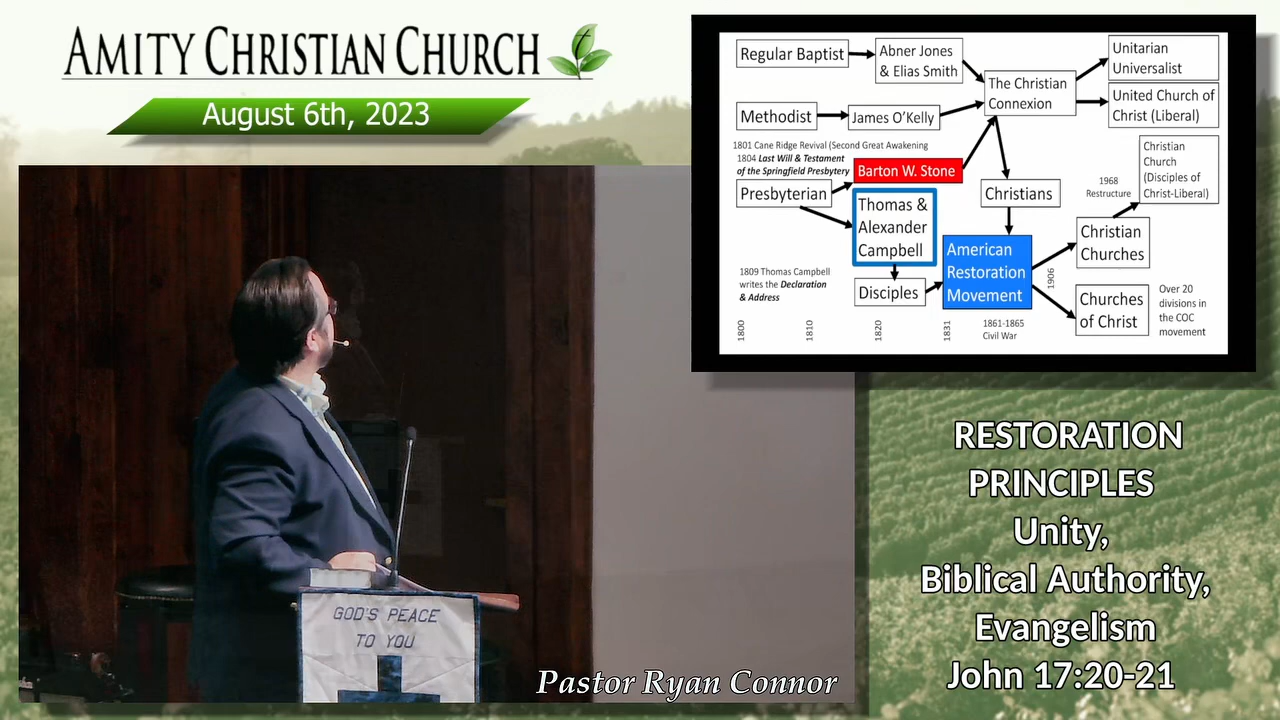 AMITY CHRISTIAN CHURCH
August 6th, 2023
Regular Baptist
Abner Jones
& Elias Smith
The Christian
Connexion
Unitarian
Universalist
United Church of
Christ (Liberal)
Methodist
James O'Kelly
1801 Cane Ridge Revival (Second Great Awakening
1804 Last Will & Testament
of the Springfield Presbytery
Barton W. Stone
Presbyterian
Thomas &
Alexander
Campbell
Christians
1968
Restructure
Christian
Church
(Disciples of
Christ-Liberal)
American
Restoration
Movement
Christian
Churches
1809 Thomas Campbell
writes the Declaration
& Address
Disciples
1906
Churches
of Christ
Over 20
divisions in
the COC
movement
1800
1810
1820
1831
1861-1865
Civil War
RESTORATION
PRINCIPLES
Unity,
Biblical Authority,
Evangelism
John 17:20-21
GOD'S PEACE
TO YOU
Pastor Ryan Connor